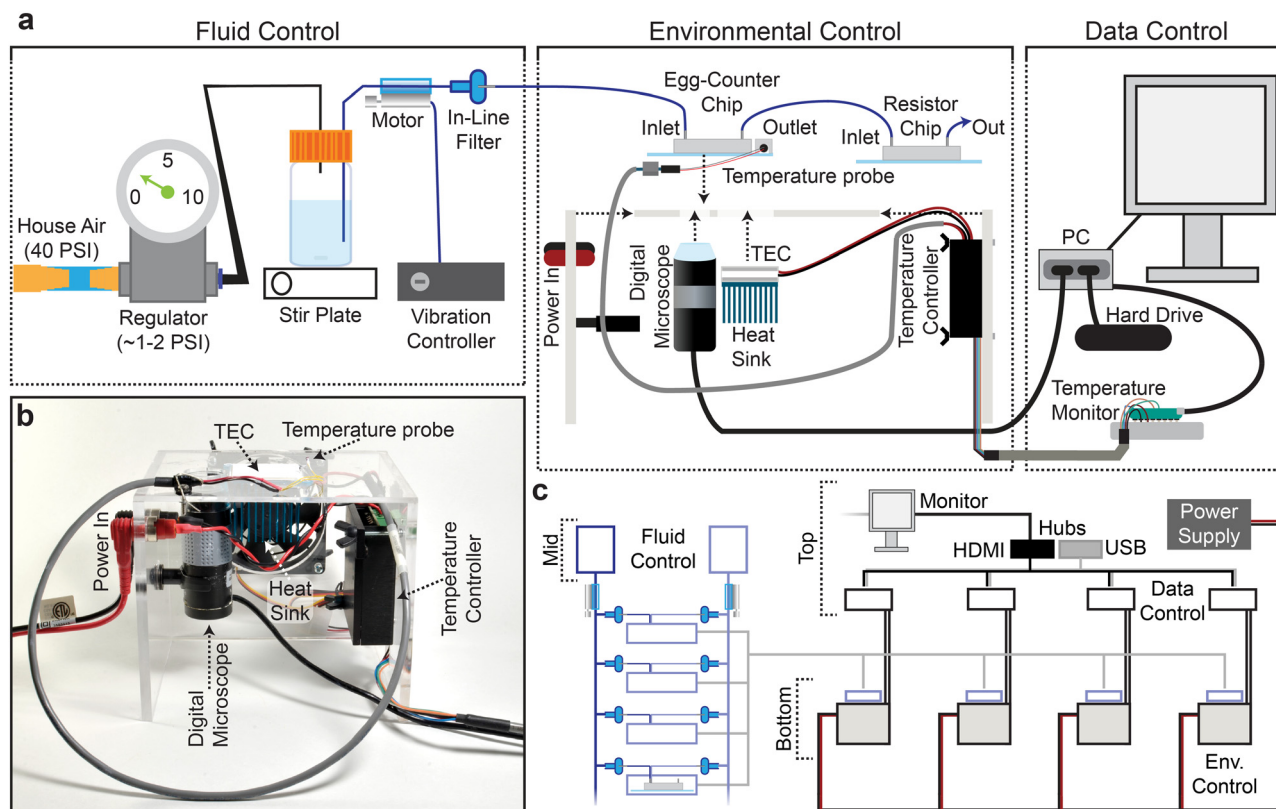 a
Fluid Control
Environmental Control
Data Control
Egg-Counter
Chip
Resistor
Chip
Inlet
Outlet
Inlet
Out
Motor
In-Line
Filter
Temperature probe
5
0
10
House Air
(40 PSI)
Regulator
(~1-2 PSI)
Stir Plate
Vibration
Controller
Power In
Digital
Microscope
TEC
Heat
Sink
Temperature
Controller
PC
Hard Drive
Temperature
Monitor
b
TEC
Temperature probe
Power In
Heat
Sink
Temperature
Controller
Digital
Microscope
c
Mid
Fluid
Control
Top
Monitor
Hubs
HDMI
USB
Power
Supply
Data
Control
Bottom
Env.
Control